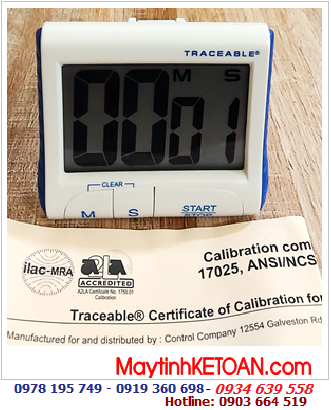 TRACEABLE®
M S
00 01
CLEAR
M S START
STOP
Calibration com
17025, ANSI/NCS
ilac-MRA
A2LA
ACCREDITED
A2LA Certificate No. 1750.01
Calibration
Traceable® Certificate of Calibration for
Manufactured for and distributed by : Control Company 12554 Galveston Rd
MaytinhKETOAN.com
0978 195 749 - 0919 360 698 - 0934 639 558
Hotline: 0903 664 519